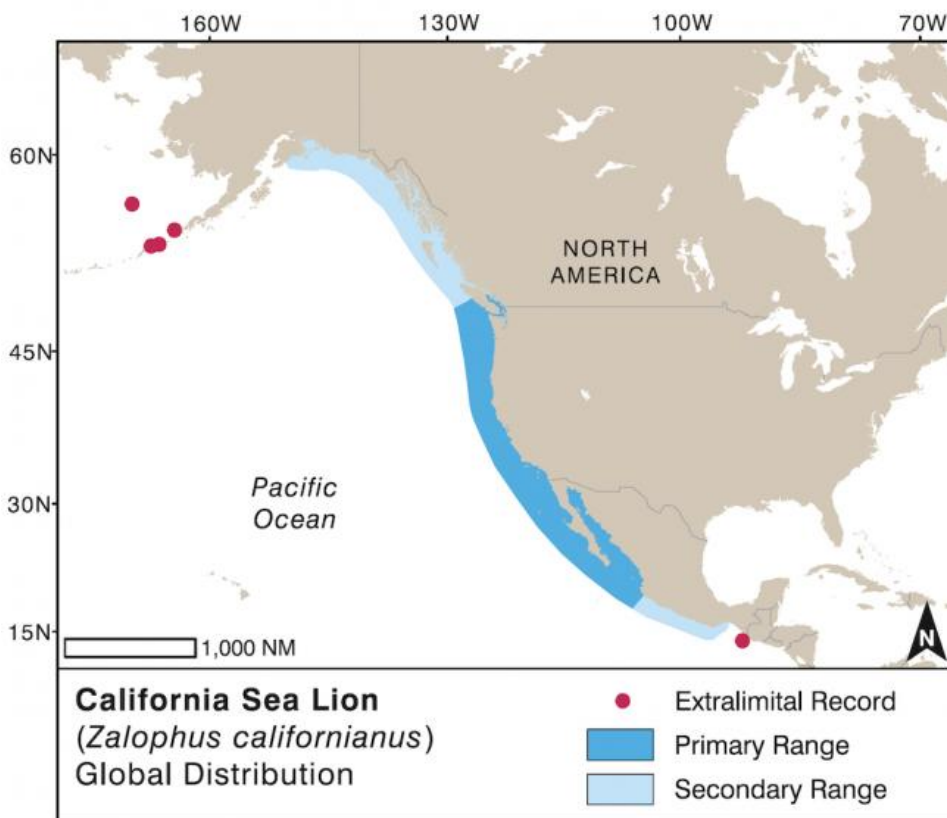 160W 130W 100W 70W
60N
NORTH
AMERICA
45N
Pacific
Ocean
30N
15N
1,000 NM
N
California Sea Lion
(Zalophus californianus)
Global Distribution
Extralimital Record
Primary Range
Secondary Range